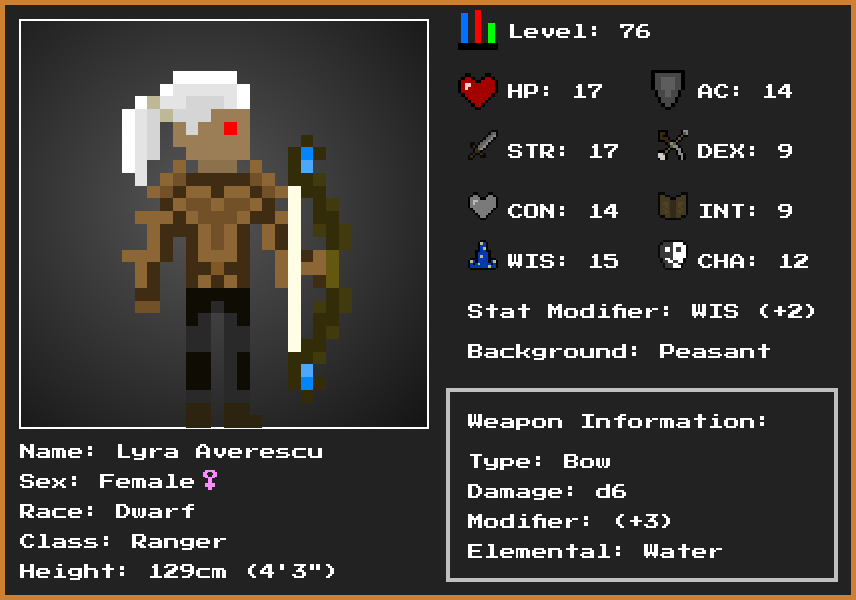 Level: 76
HP: 17
AC: 14
STR: 17
DEX: 9
CON: 14
INT: 9
WIS: 15
CHA: 12
Stat Modifier: WIS (+2)
Background: Peasant
Weapon Information:
Type: Bow
Damage: d6
Modifier: (+3)
Elemental: Water
Name: Lyra Averescu
Sex: Female♀
Race: Dwarf
Class: Ranger
Height: 129cm (4'3")